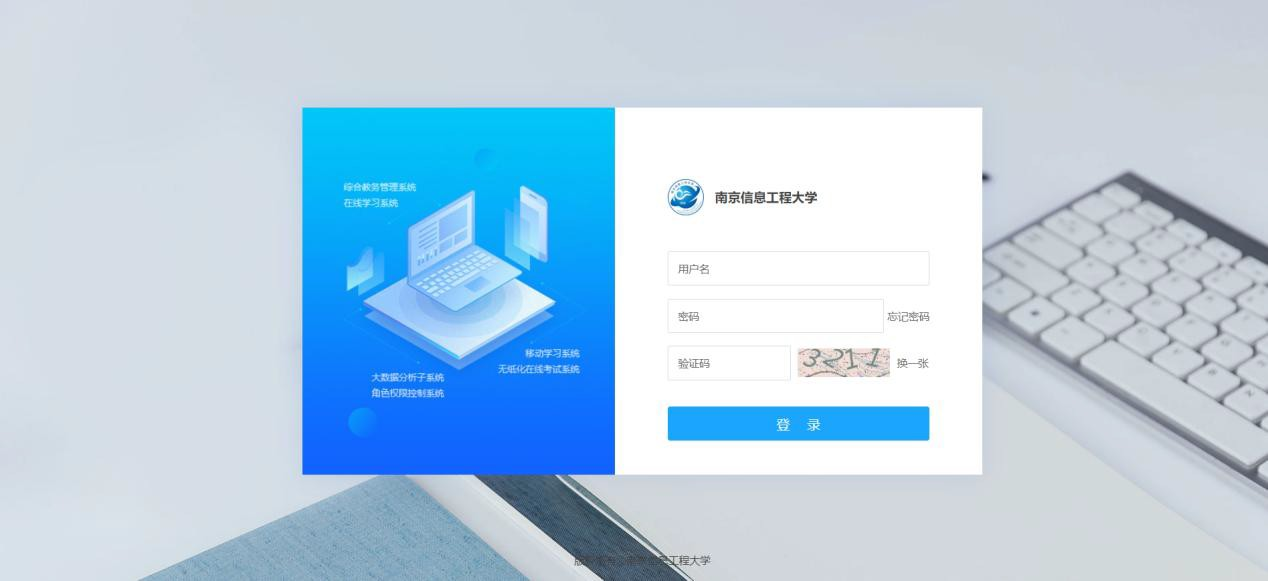 综合教务管理系统
在线学习系统
移动学习系统
无纸化在线考试系统
大数据分析子系统
角色权限控制系统
南京信息工程大学
用户名
密码
忘记密码
验证码
3211
换一张
登 录
工程大学